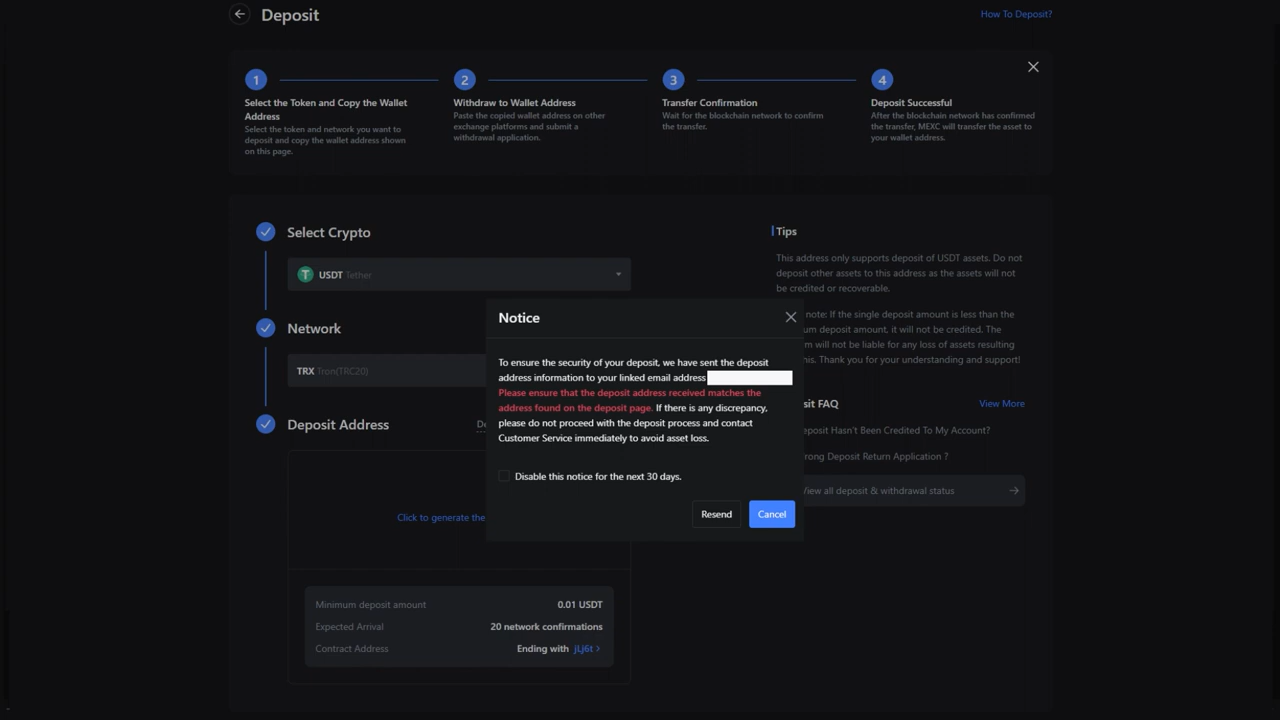 Deposit
How To Deposit?
1
2
3
4
Select the Token and Copy the Wallet
Address
Select the token and network you want to
deposit and copy the wallet address shown
on this page.
Withdraw to Wallet Address
Paste the copied wallet address on other
exchange platforms and submit a
withdrawal application.
Transfer Confirmation
Wait for the blockchain network to confirm
the transfer.
Deposit Successful
After the blockchain network has confirmed
the transfer, MEXC will transfer the asset to
your wallet address.
Select Crypto
USDT Tether
Network
TRX Tron(TRC20)
Deposit Address
Click to generate the
Minimum deposit amount 0.01 USDT
Expected Arrival 20 network confirmations
Contract Address Ending with jLj6t >
Notice
To ensure the security of your deposit, we have sent the deposit
address information to your linked email address
Please ensure that the deposit address received matches the
address found on the deposit page. If there is any discrepancy,
please do not proceed with the deposit process and contact
Customer Service immediately to avoid asset loss.
Disable this notice for the next 30 days.
Resend
Cancel
Tips
This address only supports deposit of USDT assets. Do not
deposit other assets to this address as the assets will not
be credited or recoverable.
note: If the single deposit amount is less than the
deposit amount, it will not be credited. The
will not be liable for any loss of assets resulting
Thank you for your understanding and support!
FAQ
View More
Hasn't Been Credited To My Account?
Deposit Return Application ?
View all deposit & withdrawal status